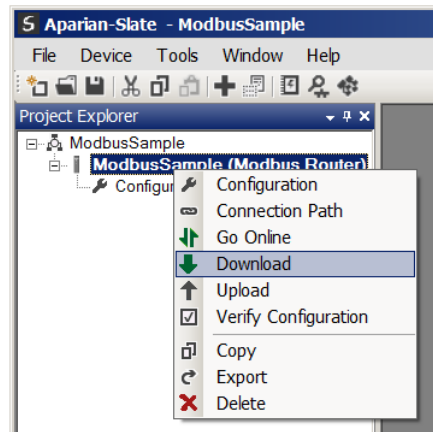 Aparian-Slate - ModbusSample
File Device Tools Window Help
Project Explorer
ModbusSample
ModbusSample (Modbus Router)
Configur
Configuration
Connection Path
Go Online
Download
Upload
Verify Configuration
Copy
Export
Delete